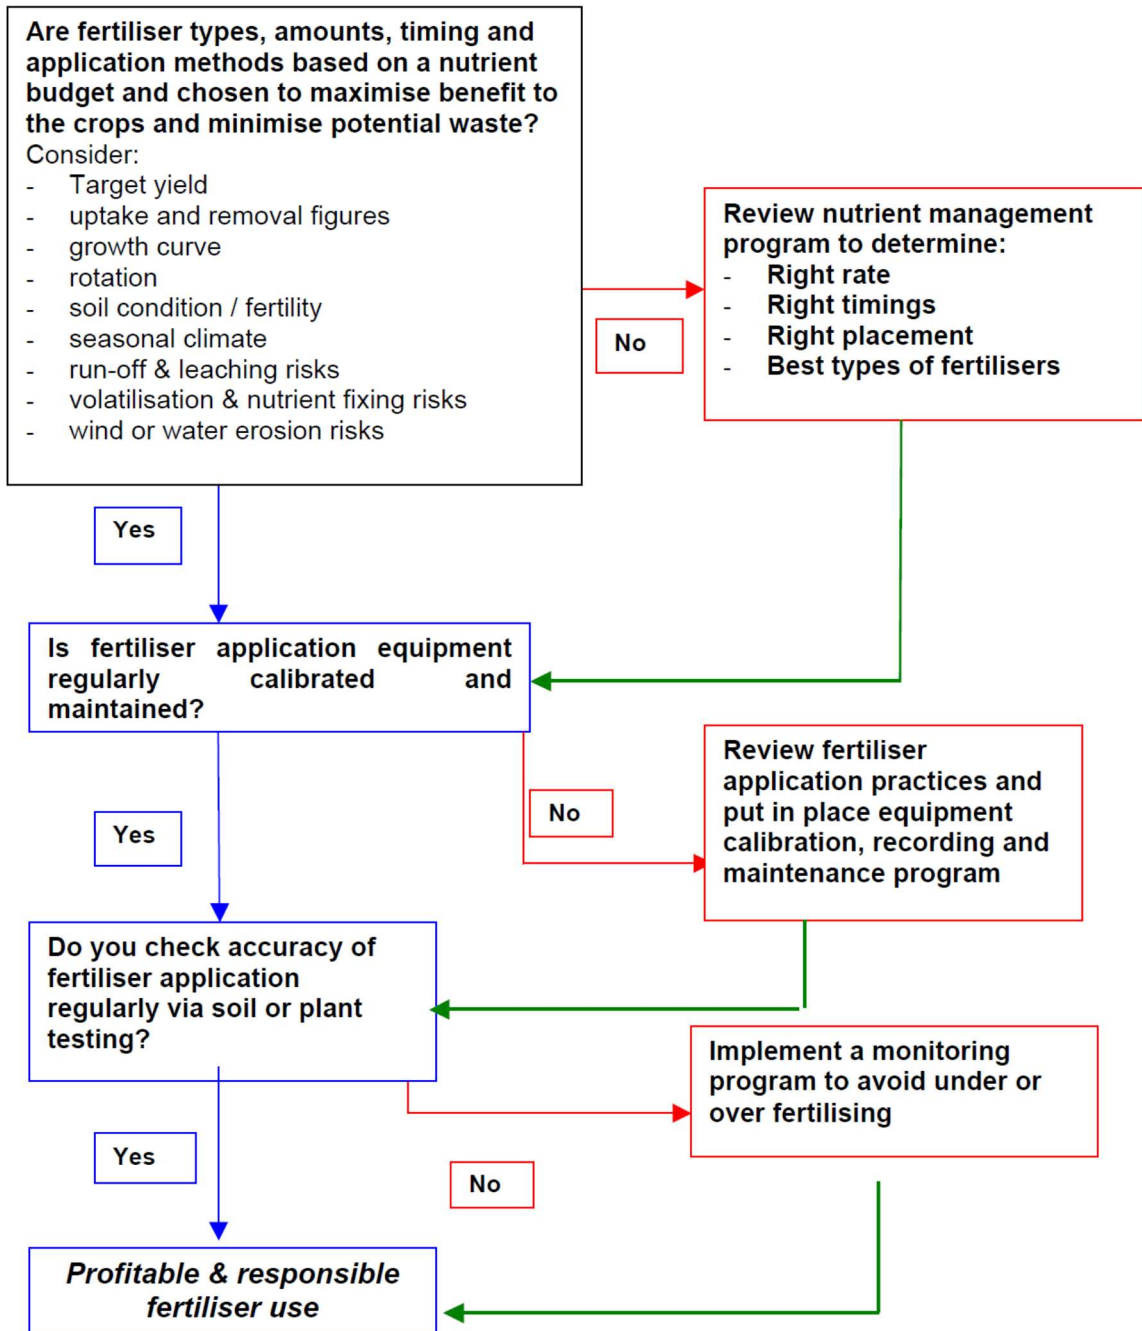 Are fertiliser types, amounts, timing and
application methods based on a nutrient
budget and chosen to maximise benefit to
the crops and minimise potential waste?
Consider:
- Target yield
- uptake and removal figures
- growth curve
- rotation
- soil condition / fertility
- seasonal climate
- run-off & leaching risks
- volatilisation & nutrient fixing risks
- wind or water erosion risks
No
Review nutrient management
program to determine:
- Right rate
- Right timings
- Right placement
- Best types of fertilisers
Yes
Is fertiliser application equipment
regularly calibrated and
maintained?
No
Review fertiliser
application practices and
put in place equipment
calibration, recording and
maintenance program
Yes
Do you check accuracy of
fertiliser application
regularly via soil or plant
testing?
No
Implement a monitoring
program to avoid under or
over fertilising
Yes
Profitable & responsible
fertiliser use